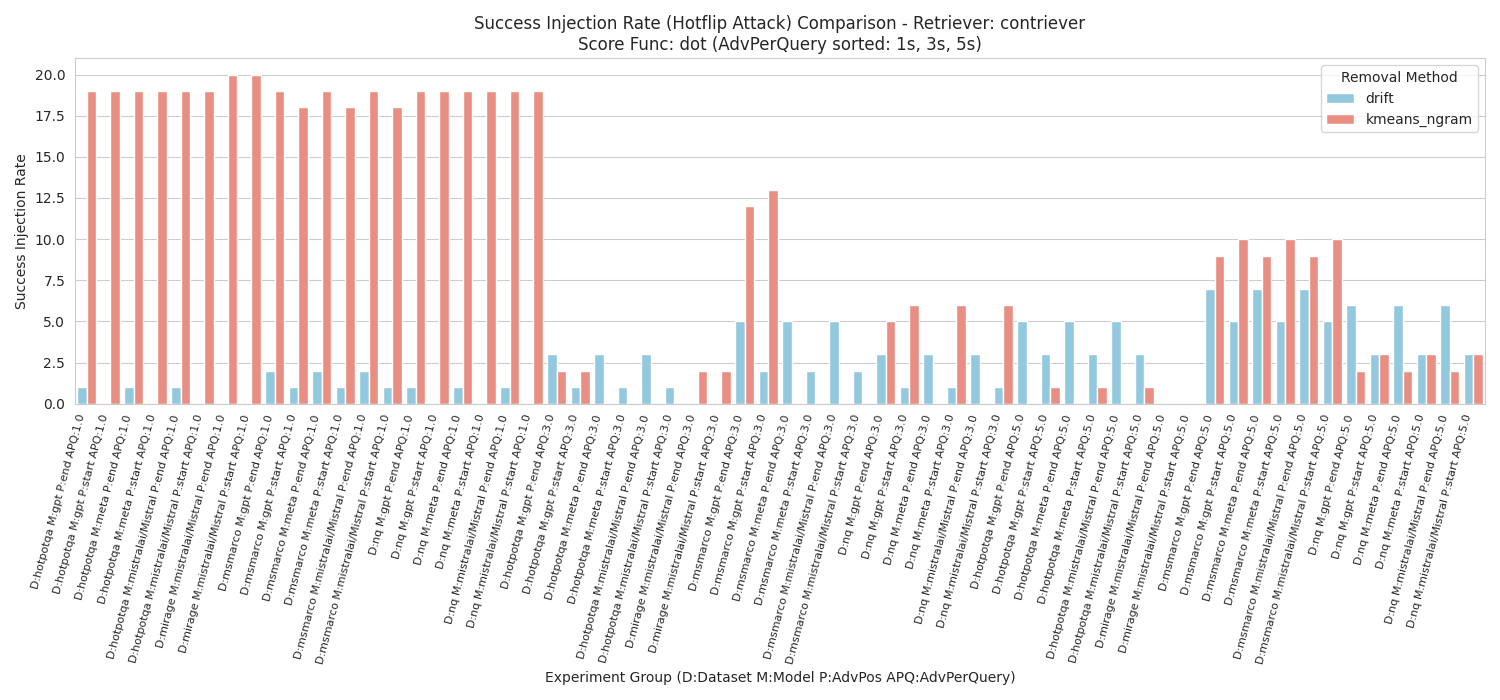 Success Injection Rate (Hotflip Attack) Comparison - Retriever: contriever
Score Func: dot (AdvPerQuery sorted: 1s, 3s, 5s)
Removal Method
drift
kmeans_ngram
Success Injection Rate
20.0
17.5
15.0
12.5
10.0
7.5
5.0
2.5
0.0
D:hotpotqa M:gpt P:end APQ:1.0
D:hotpotqa M:gpt P:start APQ:1.0
D:hotpotqa M:meta P:end APQ:1.0
D:hotpotqa M:meta P:start APQ:1.0
D:hotpotqa M:mistralai/Mistral P:end APQ:1.0
D:hotpotqa M:mistralai/Mistral P:start APQ:1.0
D:mirage M:mistralai/Mistral P:end APQ:1.0
D:mirage M:mistralai/Mistral P:start APQ:1.0
D:msmarco M:gpt P:end APQ:1.0
D:msmarco M:gpt P:start APQ:1.0
D:msmarco M:meta P:end APQ:1.0
D:msmarco M:meta P:start APQ:1.0
D:msmarco M:mistralai/Mistral P:end APQ:1.0
D:msmarco M:mistralai/Mistral P:start APQ:1.0
D:nq M:gpt P:end APQ:1.0
D:nq M:gpt P:start APQ:1.0
D:nq M:meta P:end APQ:1.0
D:nq M:meta P:start APQ:1.0
D:nq M:mistralai/Mistral P:end APQ:1.0
D:nq M:mistralai/Mistral P:start APQ:1.0
D:hotpotqa M:gpt P:end APQ:3.0
D:hotpotqa M:gpt P:start APQ:3.0
D:hotpotqa M:meta P:end APQ:3.0
D:hotpotqa M:meta P:start APQ:3.0
D:hotpotqa M:mistralai/Mistral P:end APQ:3.0
D:hotpotqa M:mistralai/Mistral P:start APQ:3.0
D:mirage M:mistralai/Mistral P:end APQ:3.0
D:mirage M:mistralai/Mistral P:start APQ:3.0
D:msmarco M:gpt P:end APQ:3.0
D:msmarco M:gpt P:start APQ:3.0
D:msmarco M:meta P:end APQ:3.0
D:msmarco M:meta P:start APQ:3.0
D:msmarco M:mistralai/Mistral P:end APQ:3.0
D:msmarco M:mistralai/Mistral P:start APQ:3.0
D:nq M:gpt P:end APQ:3.0
D:nq M:gpt P:start APQ:3.0
D:nq M:meta P:end APQ:3.0
D:nq M:meta P:start APQ:3.0
D:nq M:mistralai/Mistral P:end APQ:3.0
D:nq M:mistralai/Mistral P:start APQ:3.0
D:hotpotqa M:gpt P:end APQ:5.0
D:hotpotqa M:gpt P:start APQ:5.0
D:hotpotqa M:meta P:end APQ:5.0
D:hotpotqa M:meta P:start APQ:5.0
D:hotpotqa M:mistralai/Mistral P:end APQ:5.0
D:hotpotqa M:mistralai/Mistral P:start APQ:5.0
D:mirage M:mistralai/Mistral P:end APQ:5.0
D:mirage M:mistralai/Mistral P:start APQ:5.0
D:msmarco M:gpt P:end APQ:5.0
D:msmarco M:gpt P:start APQ:5.0
D:msmarco M:meta P:end APQ:5.0
D:msmarco M:meta P:start APQ:5.0
D:msmarco M:mistralai/Mistral P:end APQ:5.0
D:msmarco M:mistralai/Mistral P:start APQ:5.0
D:nq M:gpt P:end APQ:5.0
D:nq M:gpt P:start APQ:5.0
D:nq M:meta P:end APQ:5.0
D:nq M:meta P:start APQ:5.0
D:nq M:mistralai/Mistral P:end APQ:5.0
D:nq M:mistralai/Mistral P:start APQ:5.0
Experiment Group (D:Dataset M:Model P:AdvPos APQ:AdvPerQuery)